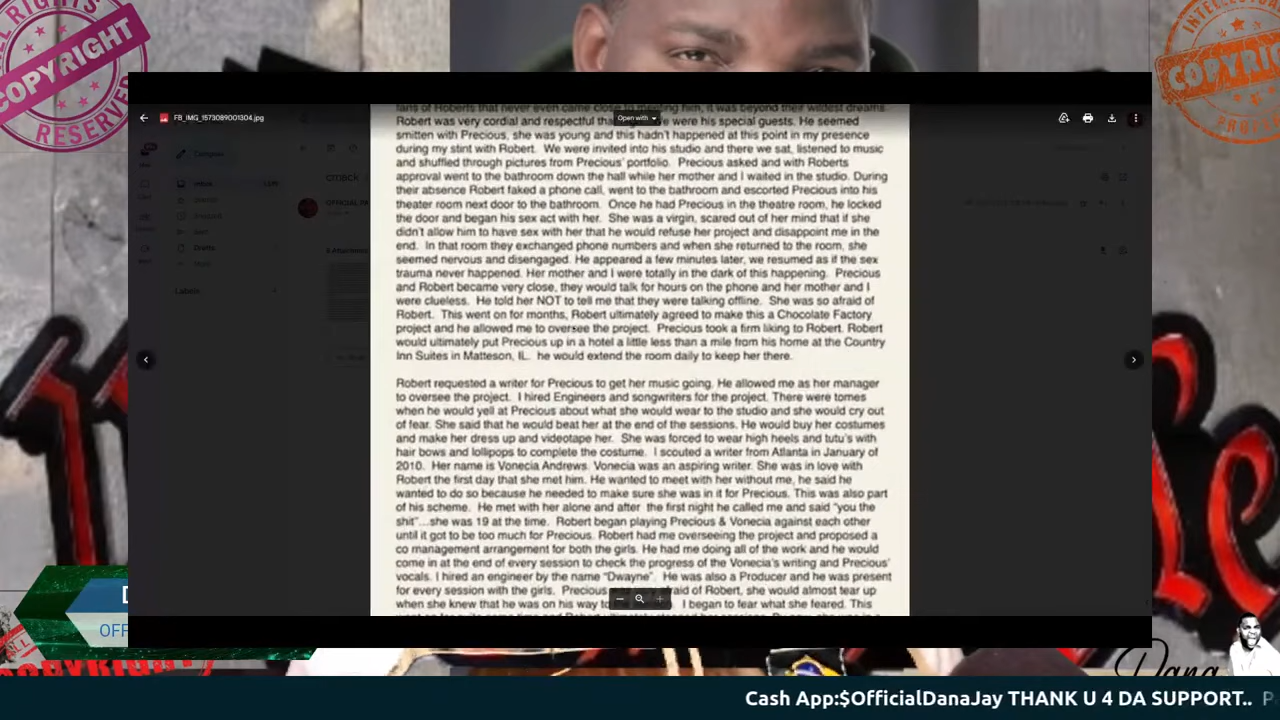 ALL RIGHTS
COPYRIGHT
RESERVED
INTELLECTUAL
COPYRIG
PROPE
FB_IMG_1573089001304.jpg
Open with
fans of Roberts that never even came close to meeting him, it was beyond their wildest dreams.
Robert was very cordial and respectful that we were his special guests. He seemed
smitten with Precious, she was young and this hadn't happened at this point in my presence
during my stint with Robert. We were invited into his studio and there we sat, listened to music
and shuffled through pictures from Precious' portfolio. Precious asked and with Roberts
approval went to the bathroom down the hall while her mother and I waited in the studio. During
their absence Robert faked a phone call, went to the bathroom and escorted Precious into his
theater room next door to the bathroom. Once he had Precious in the theatre room, he locked
the door and began his sex act with her. She was a virgin, scared out of her mind that if she
didn't allow him to have sex with her that he would refuse her project and disappoint me in the
end. In that room they exchanged phone numbers and when she returned to the room, she
seemed nervous and disengaged. He appeared a few minutes later, we resumed as if the sex
trauma never happened. Her mother and I were totally in the dark of this happening. Precious
and Robert became very close, they would talk for hours on the phone and her mother and I
were clueless. He told her NOT to tell me that they were talking offline. She was so afraid of
Robert. This went on for months, Robert ultimately agreed to make this a Chocolate Factory
project and he allowed me to oversee the project. Precious took a firm liking to Robert. Robert
would ultimately put Precious up in a hotel a little less than a mile from his home at the Country
Inn Suites in Matteson, IL. he would extend the room daily to keep her there.
Robert requested a writer for Precious to get her music going. He allowed me as her manager
to oversee the project. I hired Engineers and songwriters for the project. There were tomes
when he would yell at Precious about what she would wear to the studio and she would cry out
of fear. She said that he would beat her at the end of the sessions. He would buy her costumes
and make her dress up and videotape her. She was forced to wear high heels and tutu's with
hair bows and lollipops to complete the costume. I scouted a writer from Atlanta in January of
2010. Her name is Vonecia Andrews. Vonecia was an aspiring writer. She was in love with
Robert the first day that she met him. He wanted to meet with her without me, he said he
wanted to do so because he needed to make sure she was in it for Precious. This was also part
of his scheme. He met with her alone and after the first night he called me and said "you the
shit"...she was 19 at the time. Robert began playing Precious & Vonecia against each other
until it got to be too much for Precious. Robert had me overseeing the project and proposed a
co management arrangement for both the girls. He had me doing all of the work and he would
come in at the end of every session to check the progress of the Vonecia's writing and Precious'
vocals. I hired an engineer by the name "Dwayne". He was also a Producer and he was present
for every session with the girls. Precious afraid of Robert, she would almost tear up
when she knew that he was on his way to I began to fear what she feared. This
Compose
Inbox
Drafts
Labels
D
OFF
Dana
Cash App:$OfficialDanaJay THANK U 4 DA SUPPORT.. P